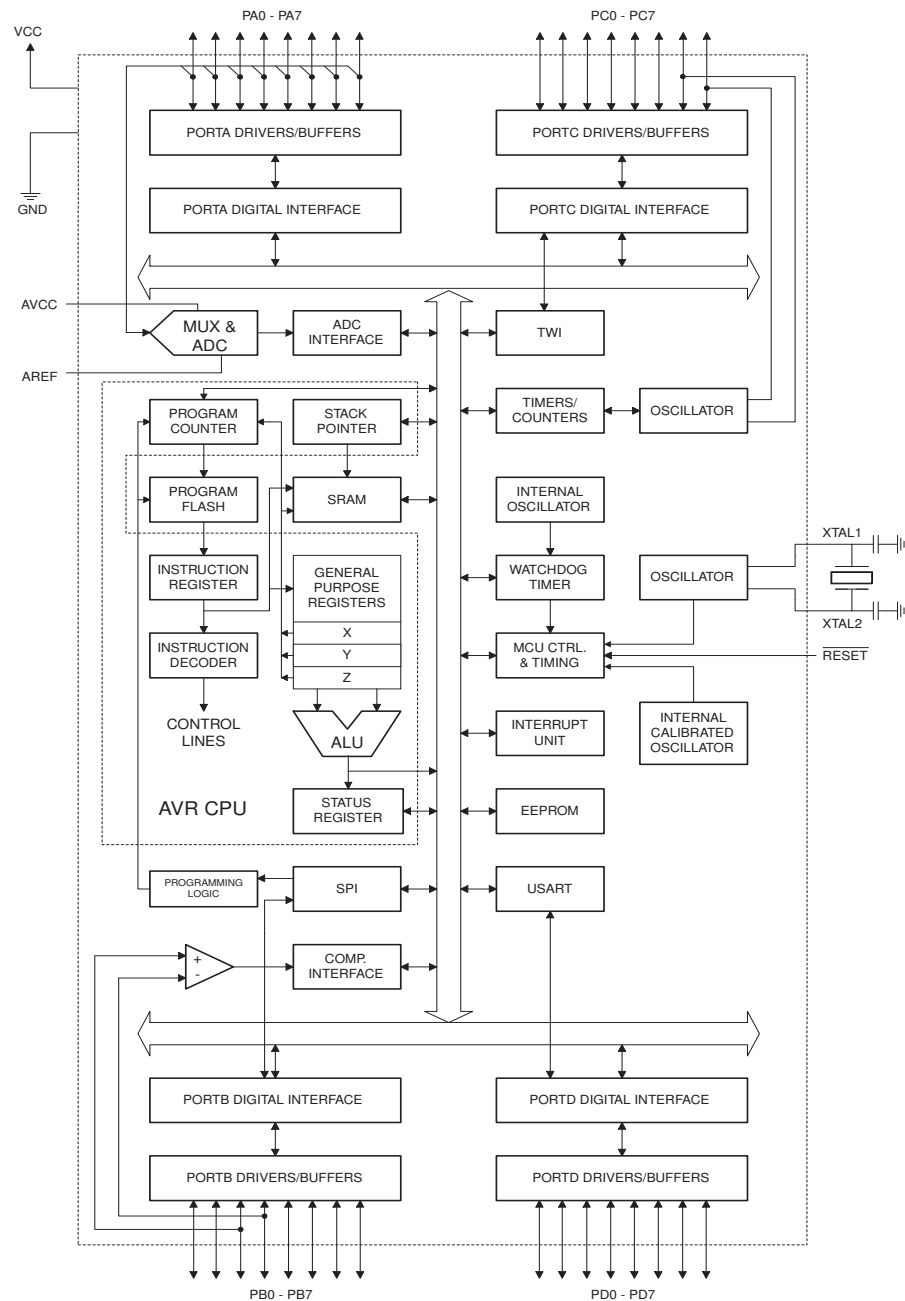 PA0 - PA7
PC0 - PC7
VCC
PORTA DRIVERS/BUFFERS
PORTC DRIVERS/BUFFERS
PORTA DIGITAL INTERFACE
PORTC DIGITAL INTERFACE
GND
AVCC
MUX &
ADC
ADC
INTERFACE
TWI
AREF
PROGRAM
COUNTER
STACK
POINTER
TIMERS/
COUNTERS
OSCILLATOR
PROGRAM
FLASH
SRAM
INTERNAL
OSCILLATOR
XTAL1
INSTRUCTION
REGISTER
GENERAL
PURPOSE
REGISTERS
WATCHDOG
TIMER
OSCILLATOR
XTAL2
X
INSTRUCTION
DECODER
Y
MCU CTRL.
& TIMING
RESET
Z
CONTROL
LINES
ALU
INTERRUPT
UNIT
INTERNAL
CALIBRATED
OSCILLATOR
AVR CPU
STATUS
REGISTER
EEPROM
PROGRAMMING
LOGIC
SPI
USART
+
-
COMP.
INTERFACE
PORTB DIGITAL INTERFACE
PORTD DIGITAL INTERFACE
PORTB DRIVERS/BUFFERS
PORTD DRIVERS/BUFFERS
PB0 - PB7
PD0 - PD7